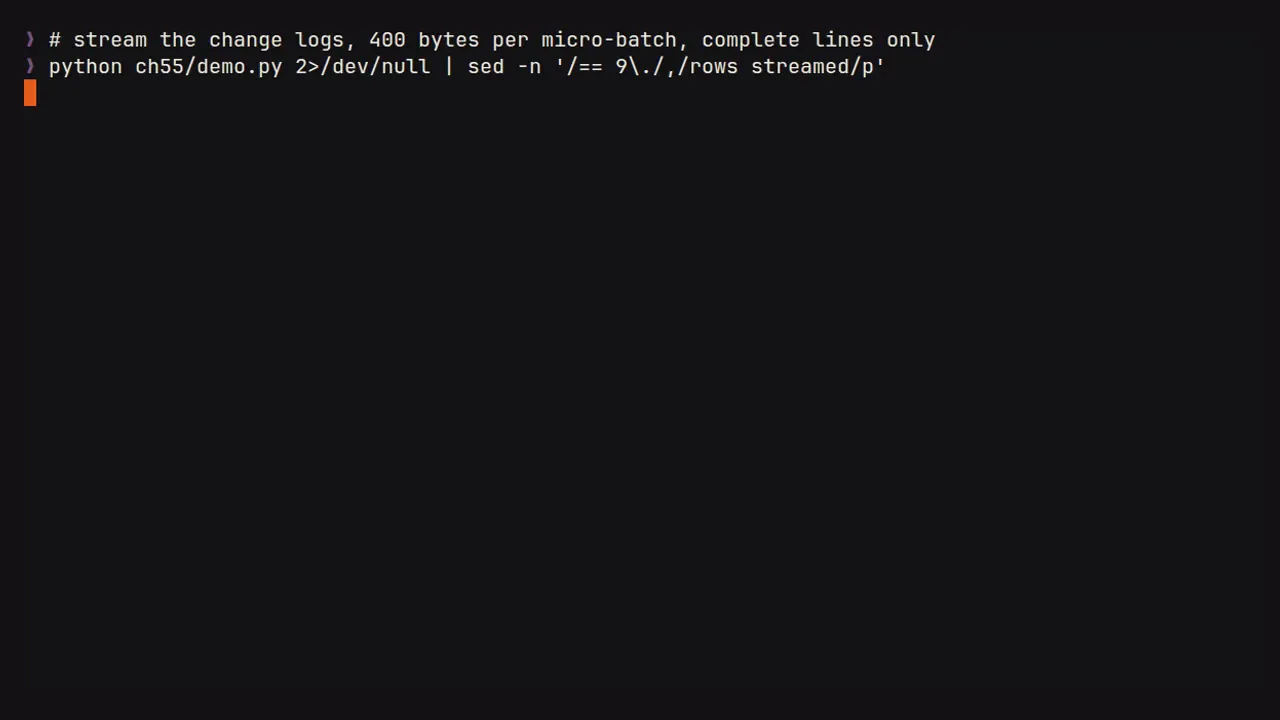 ❯ # stream the change logs, 400 bytes per micro-batch, complete lines only
❯ python ch55/demo.py 2>/dev/null | sed -n '/== 9\./,/rows streamed/p'